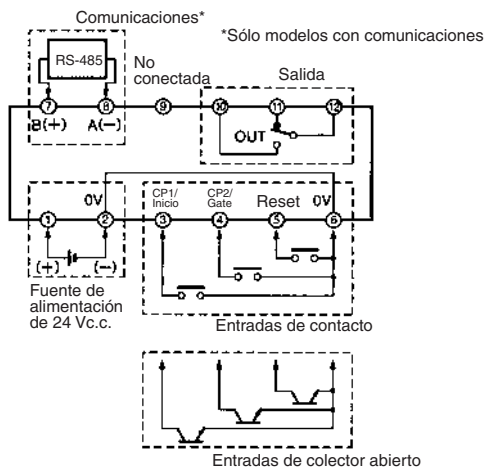 Comunicaciones*
*Sólo modelos con comunicaciones
RS-485
No
conectada
Salida
7 8 9 10 11 12
B(+) A(−)
OUT
0V
CP1/
Inicio
CP2/
Gate
Reset
0V
1 2 3 4 5 6
(+) (−)
Fuente de
alimentación
de 24 Vc.c.
Entradas de contacto
Entradas de colector abierto